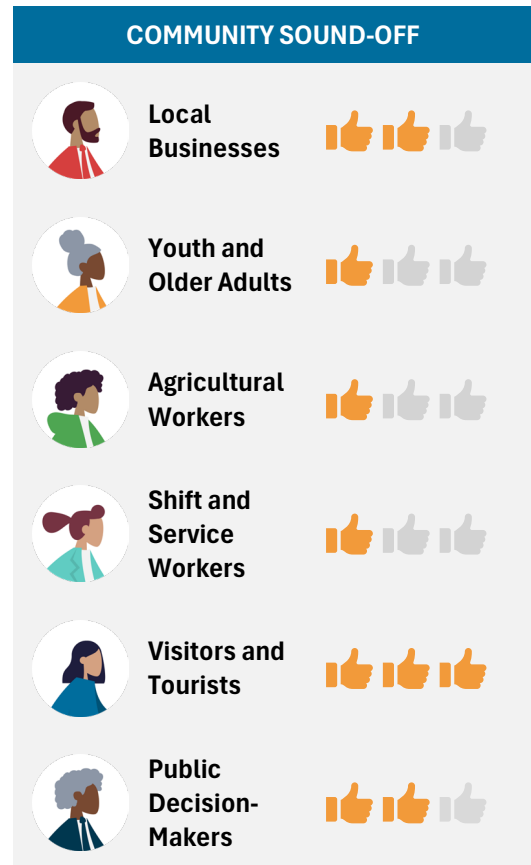 COMMUNITY SOUND-OFF
Local
Businesses
Youth and
Older Adults
Agricultural
Workers
Shift and
Service
Workers
Visitors and
Tourists
Public
Decision-
Makers